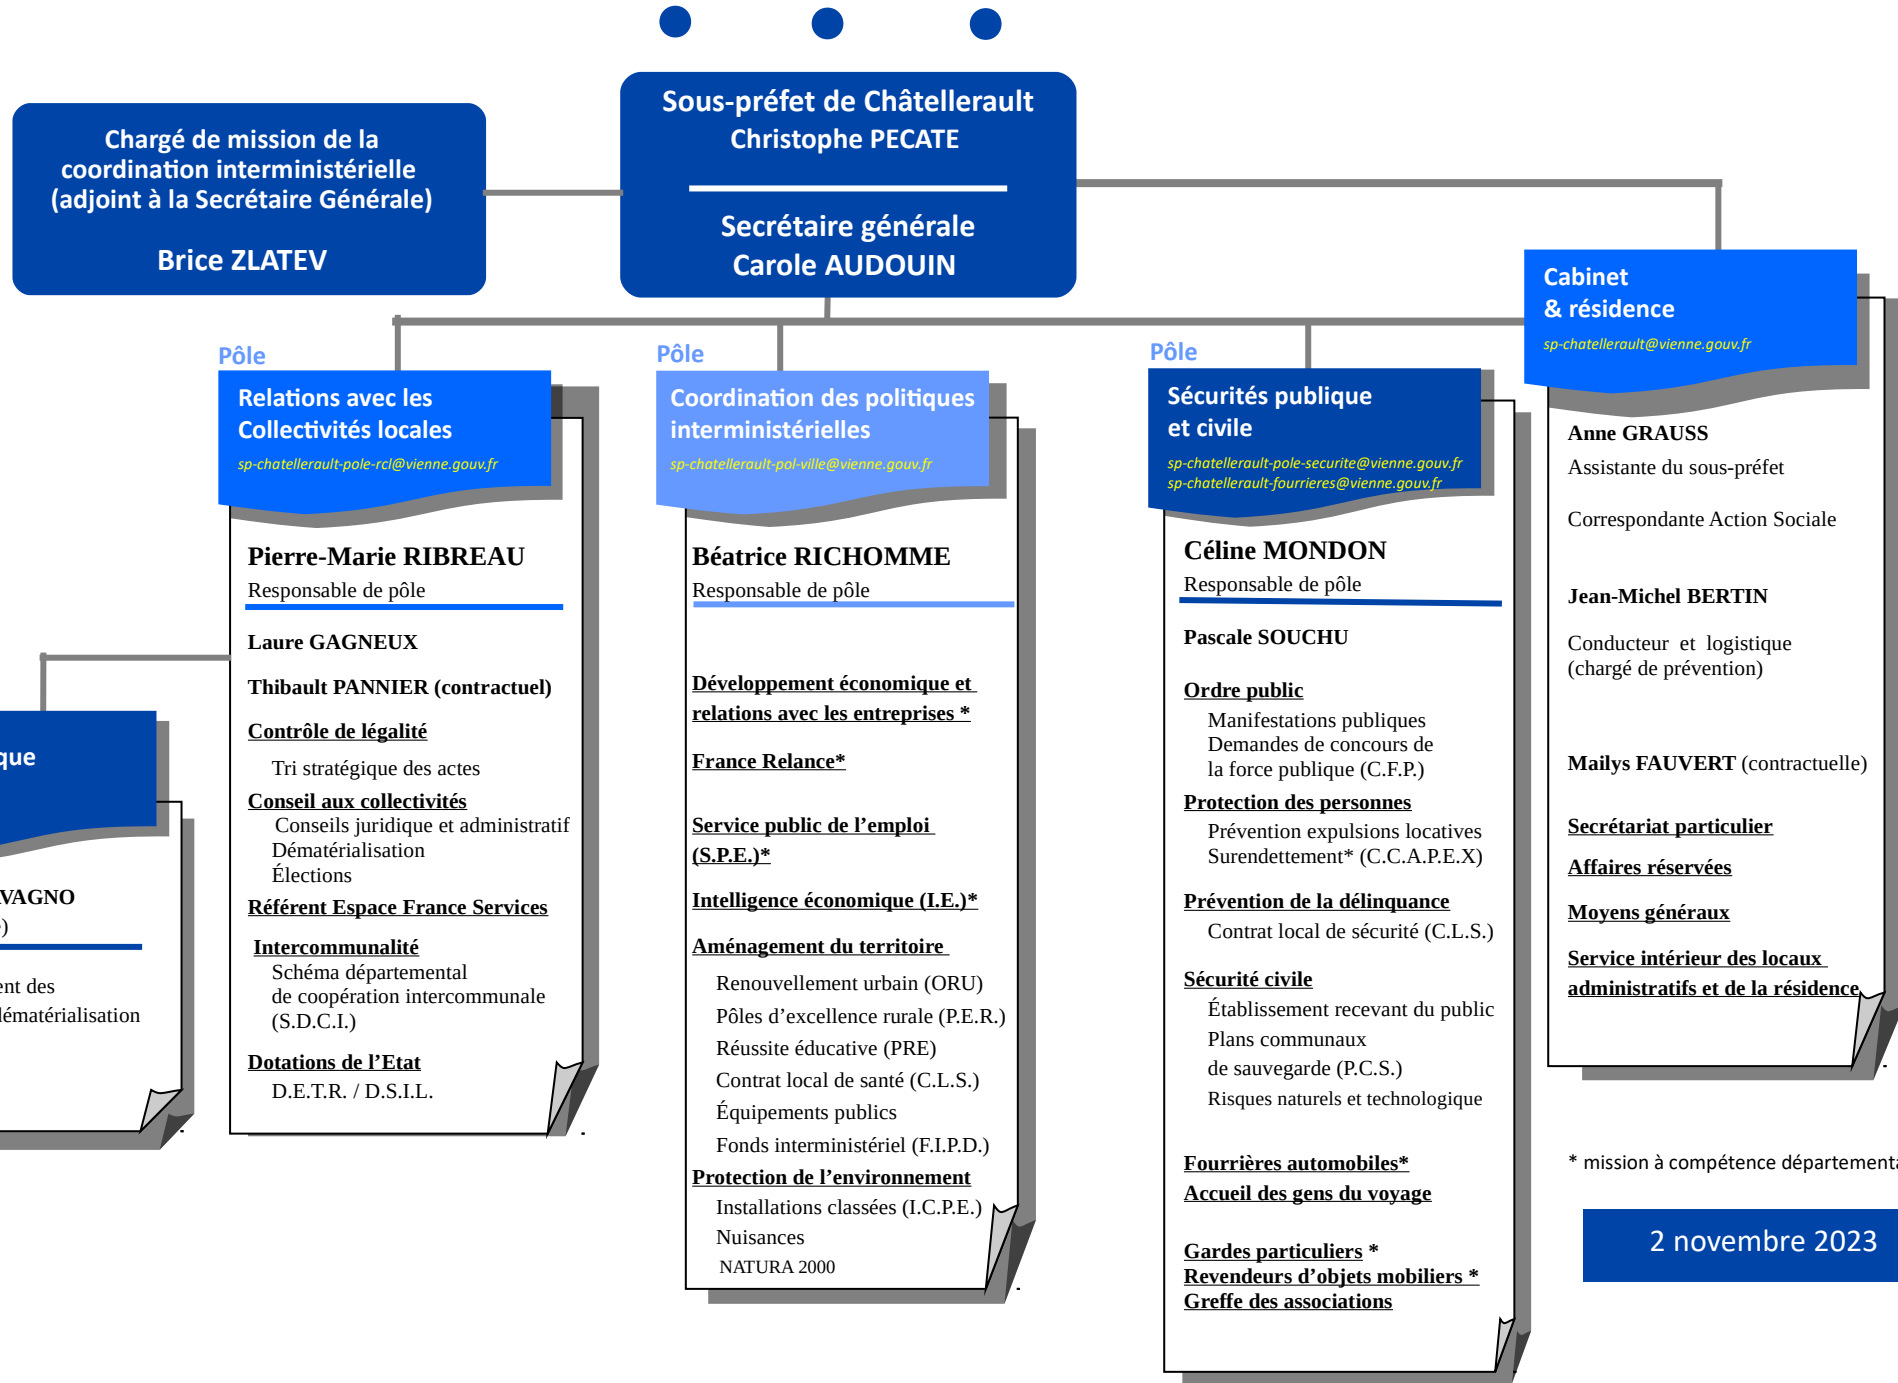 Chargé de mission de la
coordination interministérielle
(adjoint à la Secrétaire Générale)
Brice ZLATEV
Sous-préfet de Châtellerault
Christophe PECATE
Secrétaire générale
Carole AUDOUIN
Cabinet
& résidence
sp-chatellerault@vienne.gouv.fr
Anne GRAUSS
Assistante du sous-préfet
Correspondante Action Sociale
Jean-Michel BERTIN
Conducteur et logistique
(chargé de prévention)
Mailys FAUVERT (contractuelle)
Secrétariat particulier
Affaires réservées
Moyens généraux
Service intérieur des locaux
administratifs et de la résidence
Pôle
Relations avec les
Collectivités locales
sp-chatellerault-pole-rcl@vienne.gouv.fr
Pierre-Marie RIBREAU
Responsable de pôle
Laure GAGNEUX
Thibault PANNIER (contractuel)
Contrôle de légalité
Tri stratégique des actes
Conseil aux collectivités
Conseils juridique et administratif
Dématérialisation
Élections
Référent Espace France Services
Intercommunalité
Schéma départemental
de coopération intercommunale
(S.D.C.I.)
Dotations de l’Etat
D.E.T.R. / D.S.I.L.
Pôle
Coordination des politiques
interministérielles
sp-chatellerault-pol-ville@vienne.gouv.fr
Béatrice RICHOMME
Responsable de pôle
Développement économique et
relations avec les entreprises *
France Relance*
Service public de l’emploi
(S.P.E.)*
Intelligence économique (I.E.)*
Aménagement du territoire
Renouvellement urbain (ORU)
Pôles d’excellence rurale (P.E.R.)
Réussite éducative (PRE)
Contrat local de santé (C.L.S.)
Équipements publics
Fonds interministériel (F.I.P.D.)
Protection de l’environnement
Installations classées (I.C.P.E.)
Nuisances
NATURA 2000
Pôle
Sécurités publique
et civile
sp-chatellerault-pole-securite@vienne.gouv.fr
sp-chatellerault-fourrieres@vienne.gouv.fr
Céline MONDON
Responsable de pôle
Pascale SOUCHU
Ordre public
Manifestations publiques
Demandes de concours de
la force publique (C.F.P.)
Protection des personnes
Prévention expulsions locatives
Surendettement* (C.C.A.P.E.X)
Prévention de la délinquance
Contrat local de sécurité (C.L.S.)
Sécurité civile
Établissement recevant du public
Plans communaux
de sauvegarde (P.C.S.)
Risques naturels et technologique
Fourrières automobiles*
Accueil des gens du voyage
Gardes particuliers *
Revendeurs d’objets mobiliers *
Greffe des associations
que
VAGNO
)
ent des
ématérialisation
* mission à compétence département
2 novembre 2023